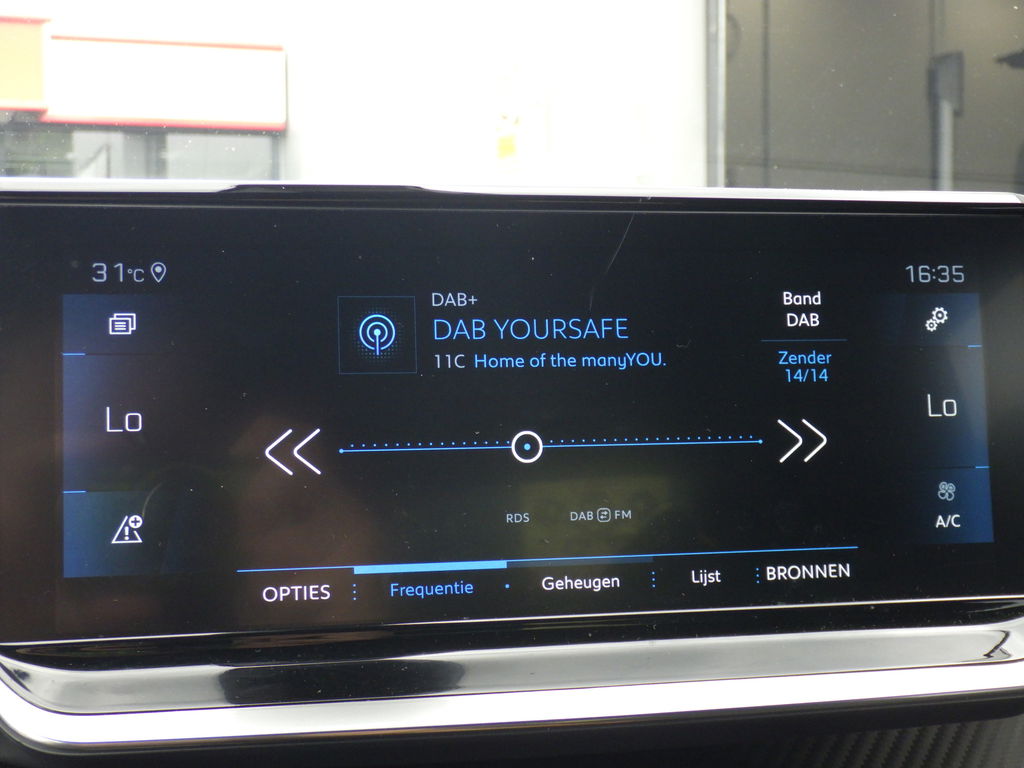 31°C
16:35
DAB+
DAB YOURSAFE
11C Home of the manyYOU.
Band
DAB
Zender
14/14
Lo
Lo
RDS
DAB FM
A/C
OPTIES
Frequentie
Geheugen
Lijst
BRONNEN